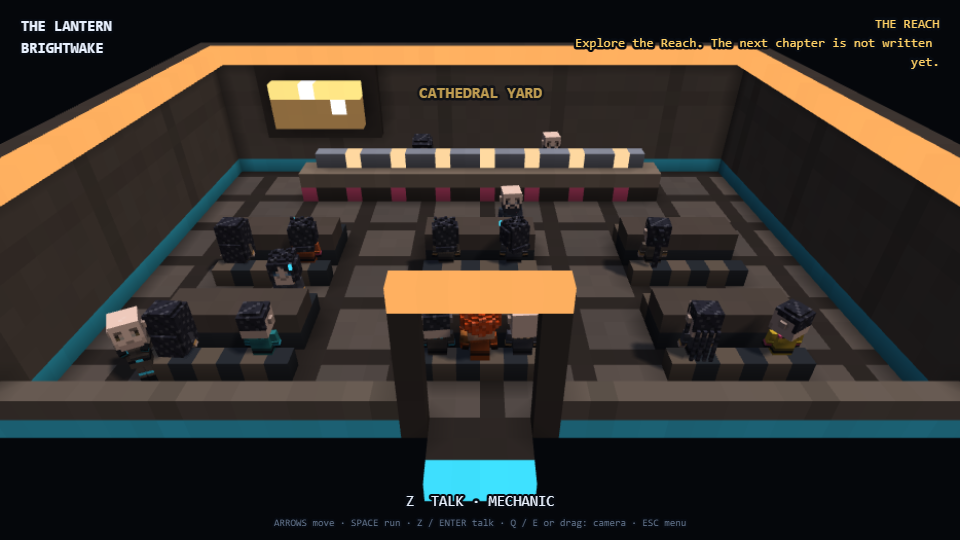 THE LANTERN
BRIGHTWAKE
THE REACH
Explore the Reach. The next chapter is not written
yet.
CATHEDRAL YARD
Z TALK · MECHANIC
ARROWS move · SPACE run · Z / ENTER talk · Q / E or drag: camera · ESC menu